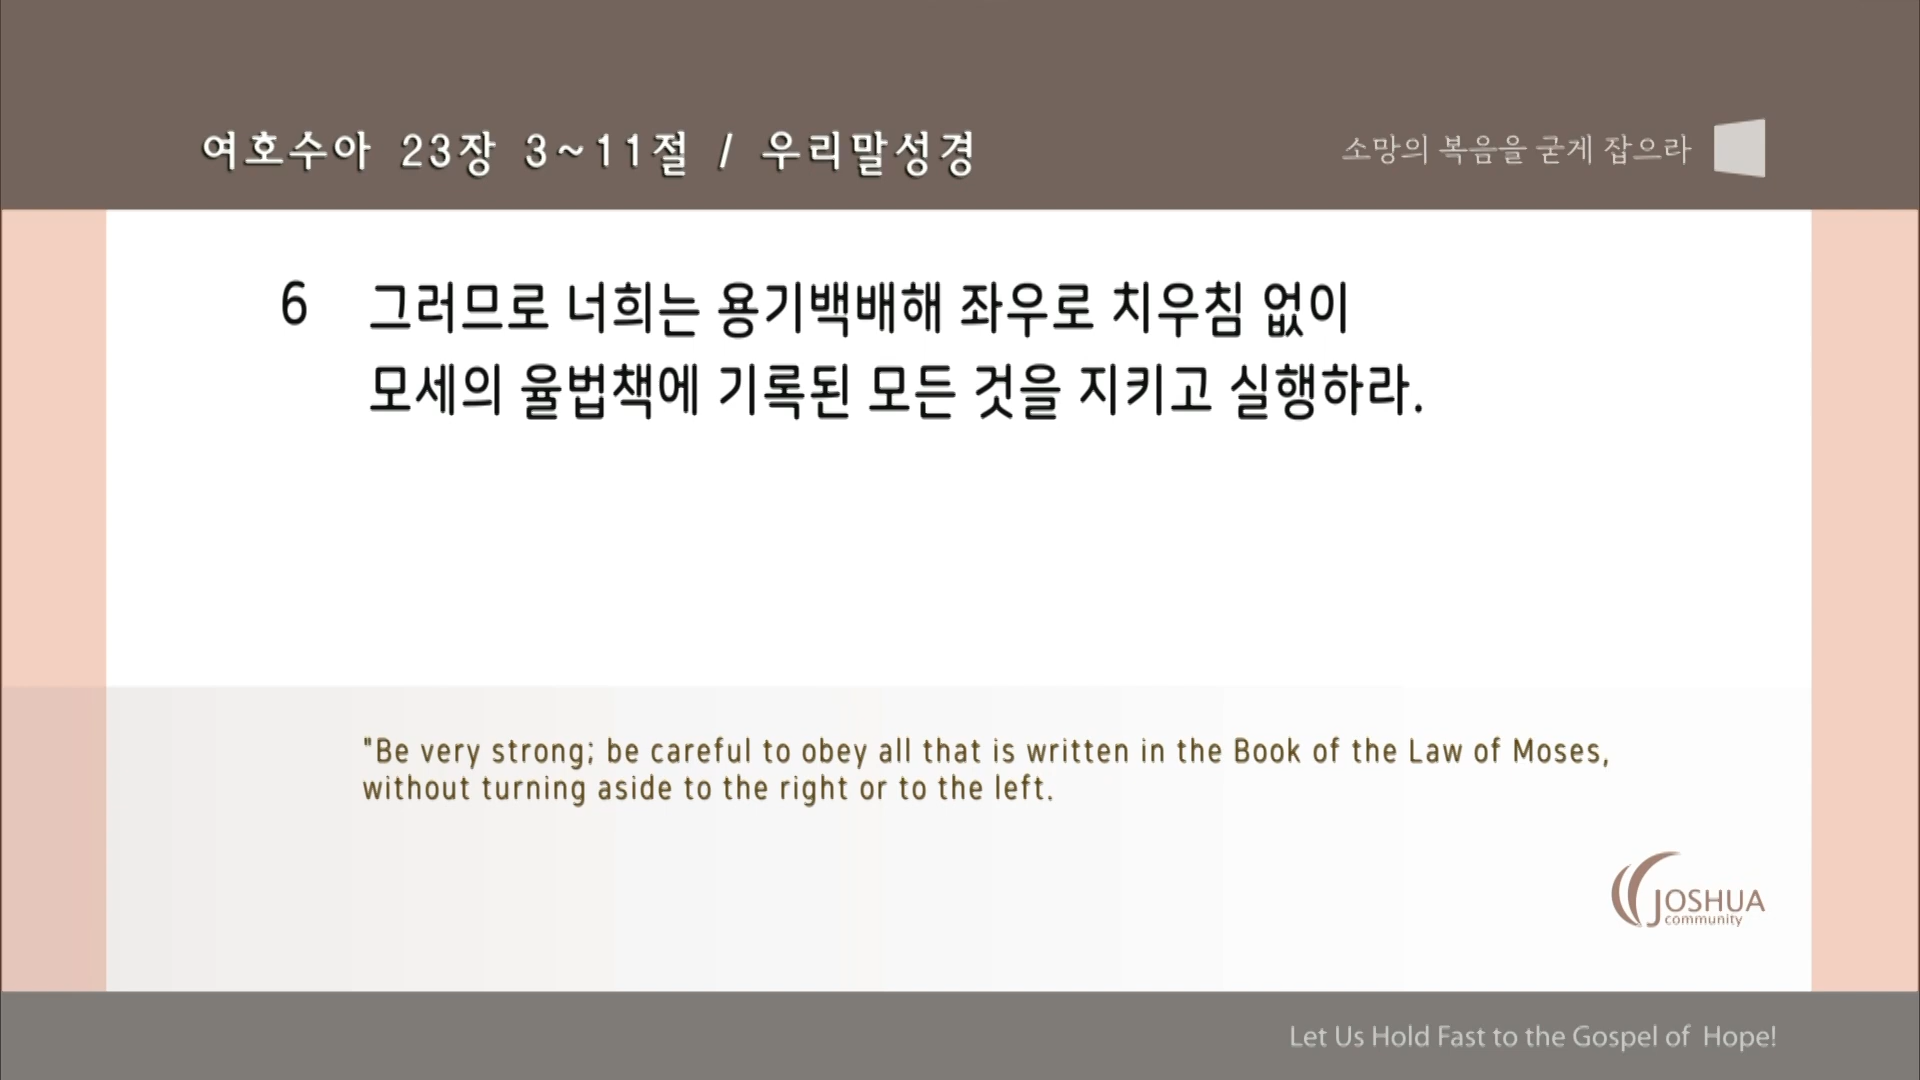 여호수아 23장 3~11절 / 우리말성경
소망의 복음을 굳게 잡으라
6 그러므로 너희는 용기백배해 좌우로 치우침 없이
모세의 율법책에 기록된 모든 것을 지키고 실행하라.
"Be very strong; be careful to obey all that is written in the Book of the Law of Moses,
without turning aside to the right or to the left.
JOSHUA
community
Let Us Hold Fast to the Gospel of Hope!